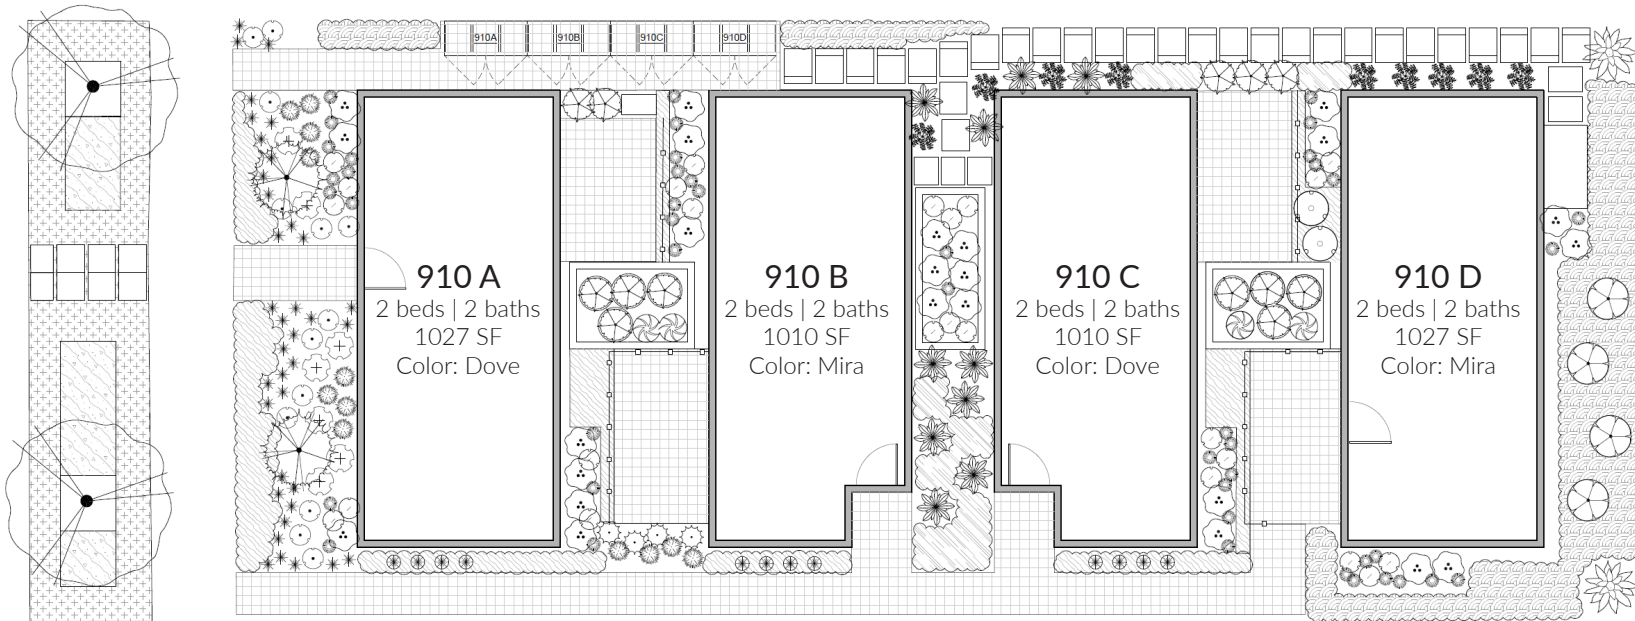 910A
910B
910C
910D
910 A
2 beds | 2 baths
1027 SF
Color: Dove
910 B
2 beds | 2 baths
1010 SF
Color: Mira
910 C
2 beds | 2 baths
1010 SF
Color: Dove
910 D
2 beds | 2 baths
1027 SF
Color: Mira